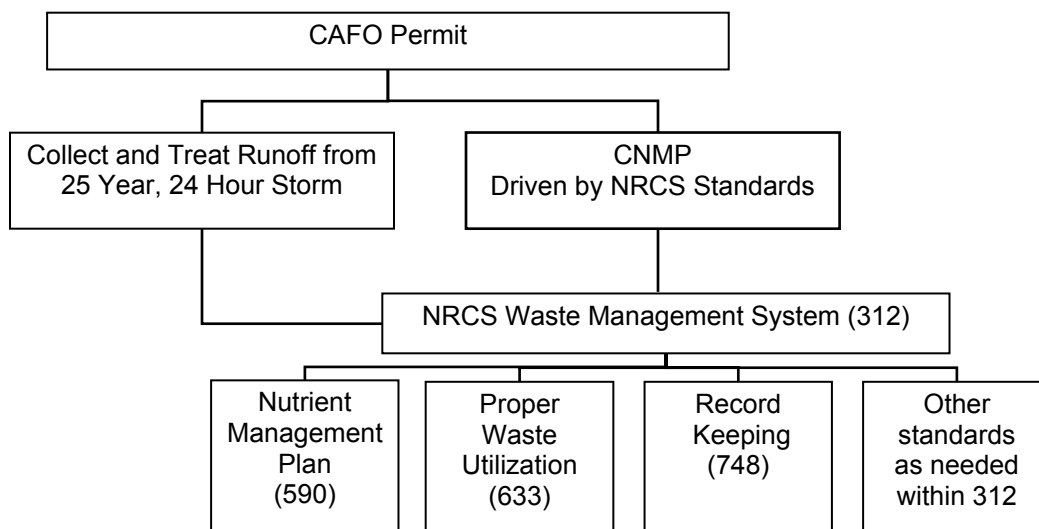 CAFO Permit
Collect and Treat Runoff from
25 Year, 24 Hour Storm
CNMP
Driven by NRCS Standards
NRCS Waste Management System (312)
Nutrient
Management
Plan
(590)
Proper
Waste
Utilization
(633)
Record
Keeping
(748)
Other
standards
as needed
within 312